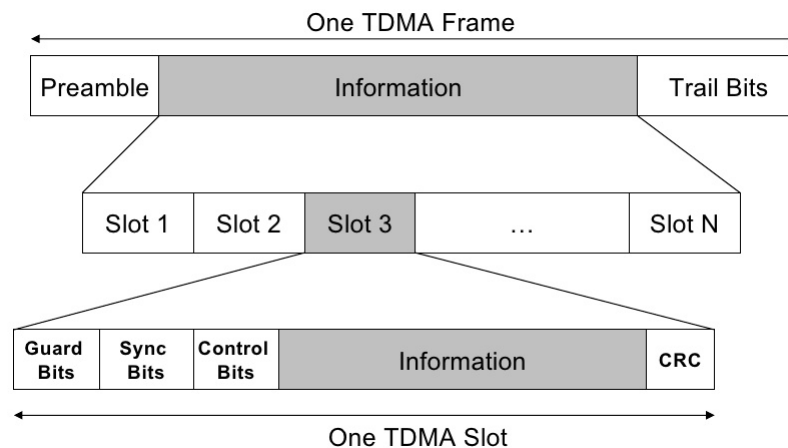 One TDMA Frame
Preamble Information Trail Bits
Slot 1 Slot 2 Slot 3 ... Slot N
Guard Bits Sync Bits Control Bits Information CRC
One TDMA Slot